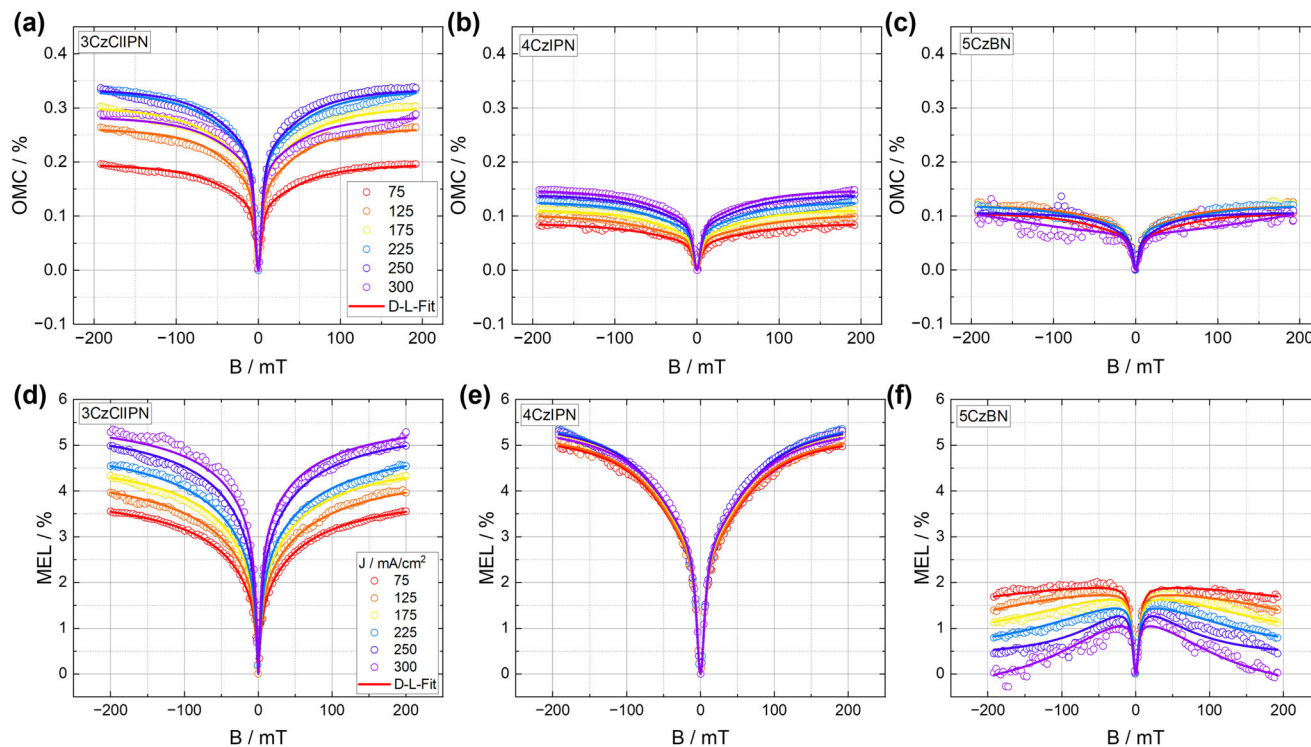 (a)
3CzClIPN
OMC / %
0.4
0.3
0.2
0.1
0.0
−0.1
−200 −100 0 100 200
B / mT
75
125
175
225
250
300
D-L-Fit
(b)
4CzIPN
OMC / %
0.4
0.3
0.2
0.1
0.0
−0.1
−200 −100 0 100 200
B / mT
(c)
5CzBN
OMC / %
0.4
0.3
0.2
0.1
0.0
−0.1
−200 −100 0 100 200
B / mT
(d)
3CzClIPN
MEL / %
6
5
4
3
2
1
0
−200 −100 0 100 200
B / mT
J / mA/cm²
75
125
175
225
250
300
D-L-Fit
(e)
4CzIPN
MEL / %
6
5
4
3
2
1
0
−200 −100 0 100 200
B / mT
(f)
5CzBN
MEL / %
6
5
4
3
2
1
0
−200 −100 0 100 200
B / mT